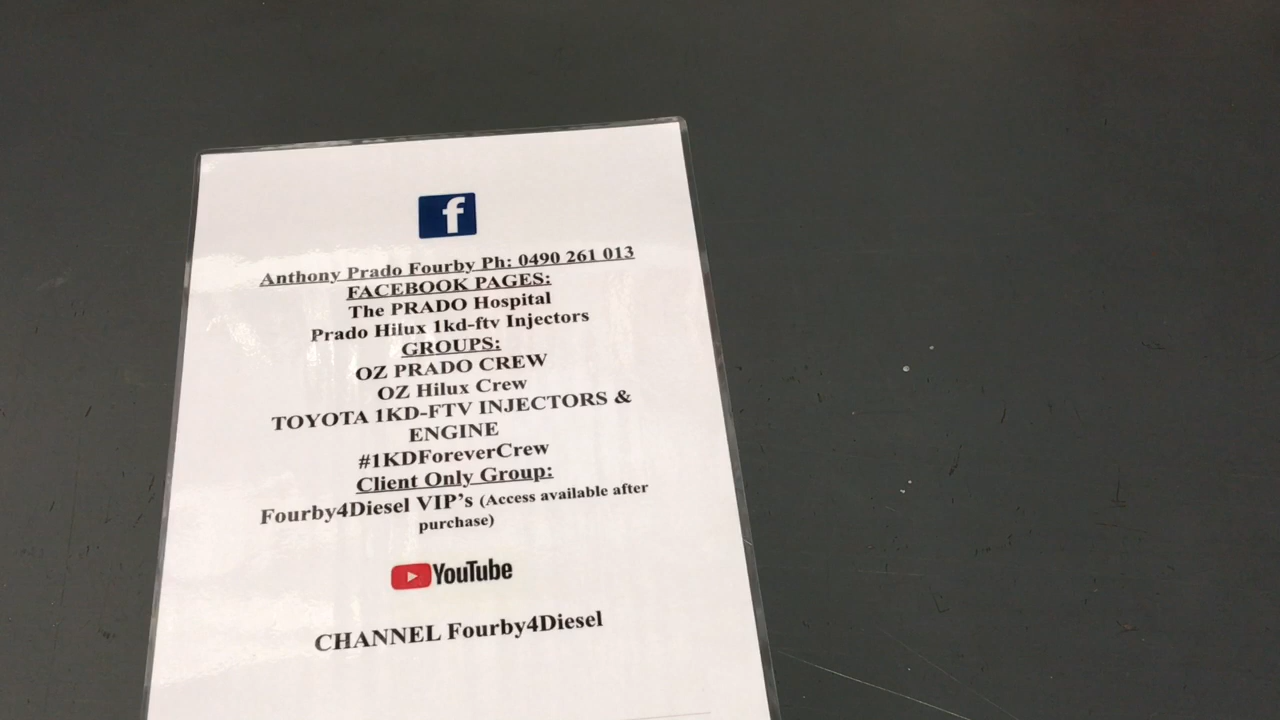 f
Anthony Prado Fourby Ph: 0490 261 013
FACEBOOK PAGES:
The PRADO Hospital
Prado Hilux 1kd-ftv Injectors
GROUPS:
OZ PRADO CREW
OZ Hilux Crew
TOYOTA 1KD-FTV INJECTORS &
ENGINE
#1KDForeverCrew
Client Only Group:
Fourby4Diesel VIP's (Access available after
purchase)
YouTube
CHANNEL Fourby4Diesel